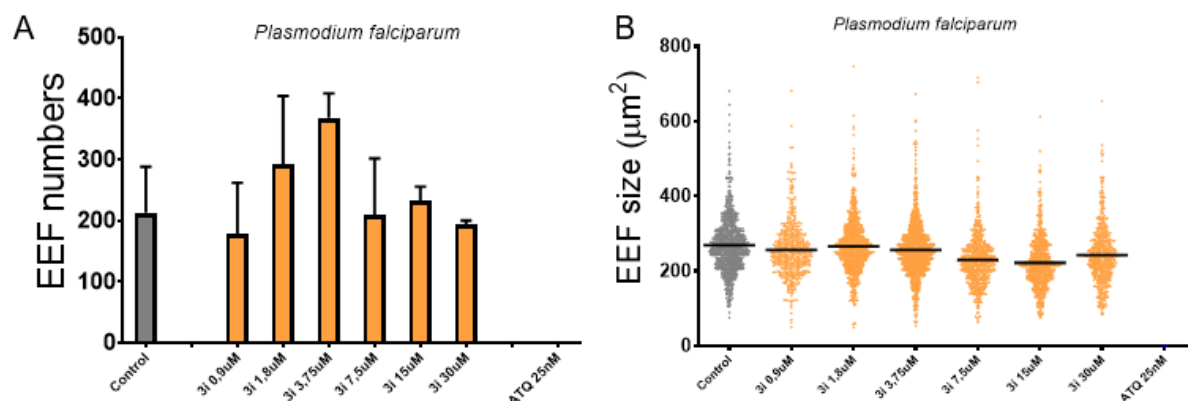 A
Plasmodium falciparum
EEF numbers
500
400
300
200
100
0
Control
3i 0,9uM
3i 1,8uM
3i 3,75uM
3i 7,5uM
3i 15uM
3i 30uM
ATQ 25nM
B
Plasmodium falciparum
EEF size (μm²)
800
600
400
200
0
Control
3i 0,9uM
3i 1,8uM
3i 3,75uM
3i 7,5uM
3i 15uM
3i 30uM
ATQ 25nM